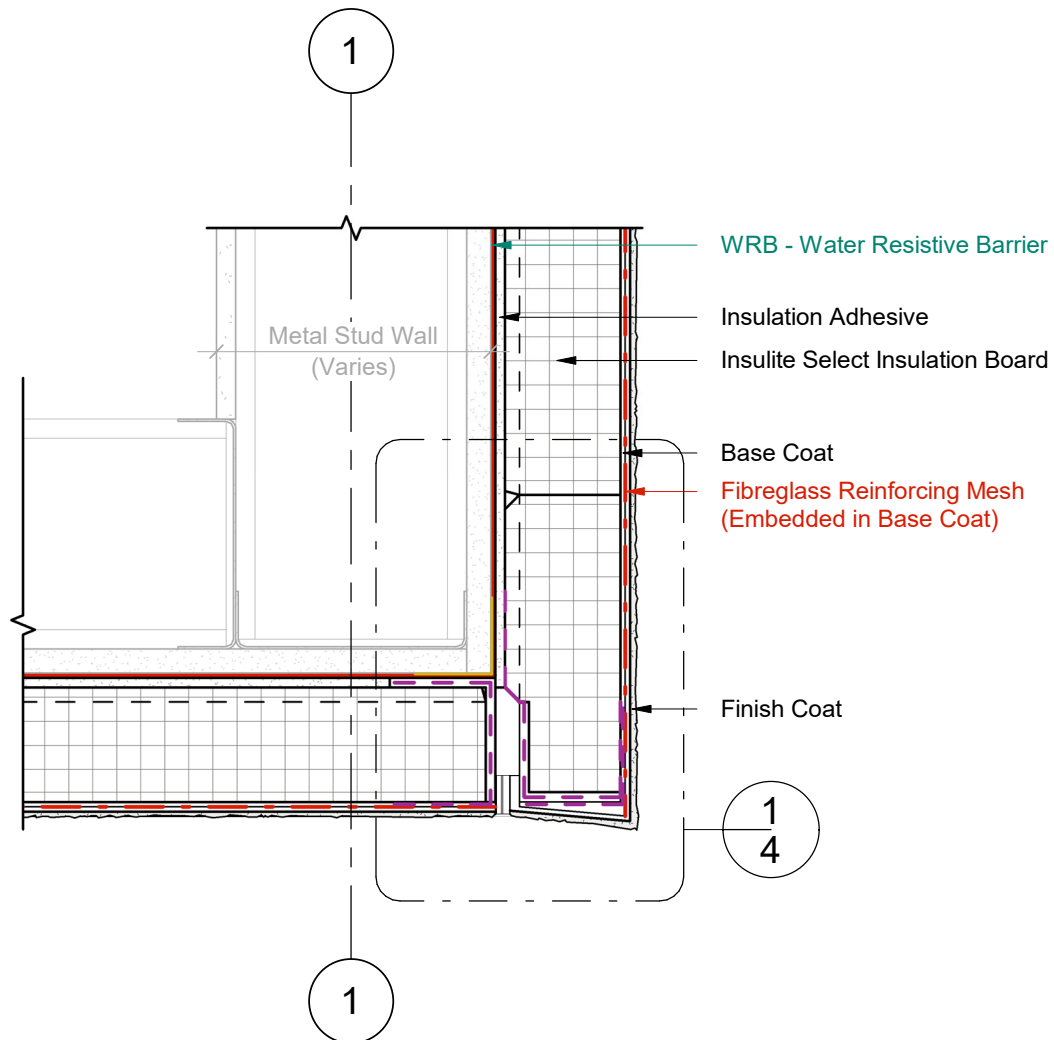 1
WRB - Water Resistive Barrier
Insulation Adhesive
Metal Stud Wall
(Varies)
Insulite Select Insulation Board
Base Coat
Fibreglass Reinforcing Mesh
(Embedded in Base Coat)
Finish Coat
1
4
1